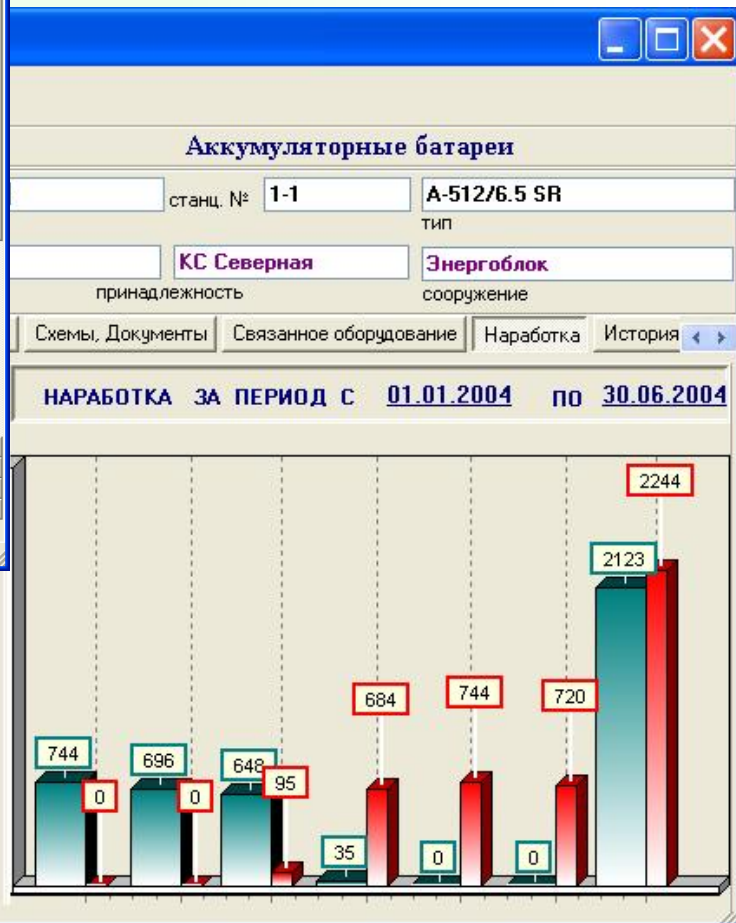 Аккумуляторные батареи
станц. № 1-1 А-512/6.5 SR
тип
КС Северная Энергоблок
принадлежность сооружение
Схемы, Документы Связанное оборудование Наработка История
НАРАБОТКА ЗА ПЕРИОД С 01.01.2004 ПО 30.06.2004
2244
2123
684 744 720
744 696 648
0 0 95
35 0 0